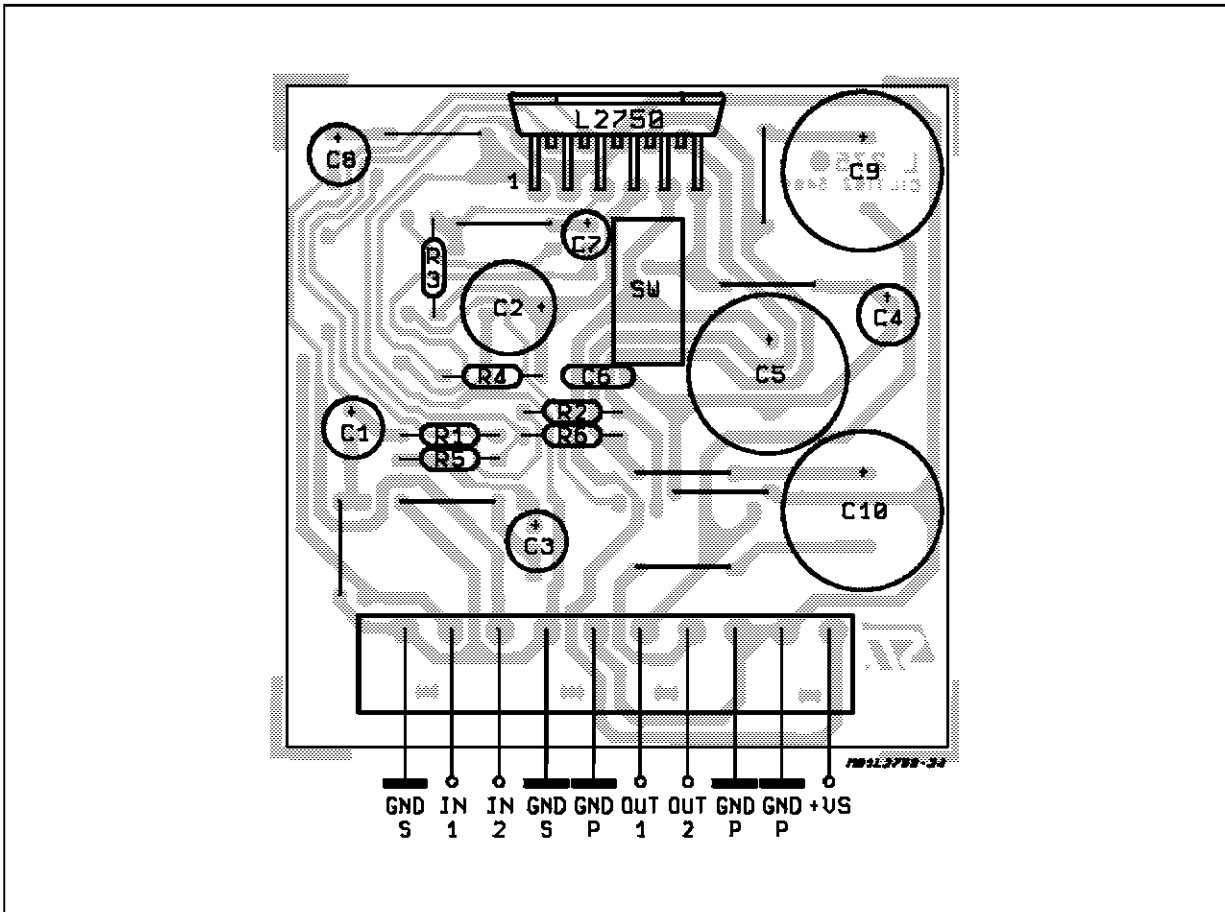 L2750
C8
C9
1
C7
R
3
SW
C2
C4
R4
C6
C5
R2
C1
R1
R6
R5
C10
C3
GND IN IN GND GND OUT OUT GND GND +VS
S 1 2 S P 1 2 P P